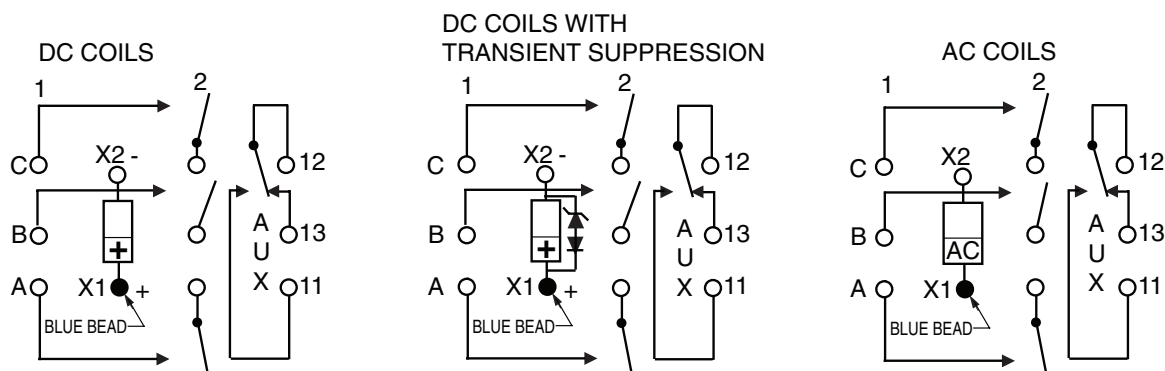 DC COILS
1
2
C
X2 -
12
B
+
A
U
X
13
A
X1
+
11
BLUE BEAD
DC COILS WITH
TRANSIENT SUPPRESSION
1
2
C
X2 -
12
B
+
A
U
X
13
A
X1
+
11
BLUE BEAD
AC COILS
1
2
C
X2
12
B
AC
A
U
X
13
A
X1
11
BLUE BEAD